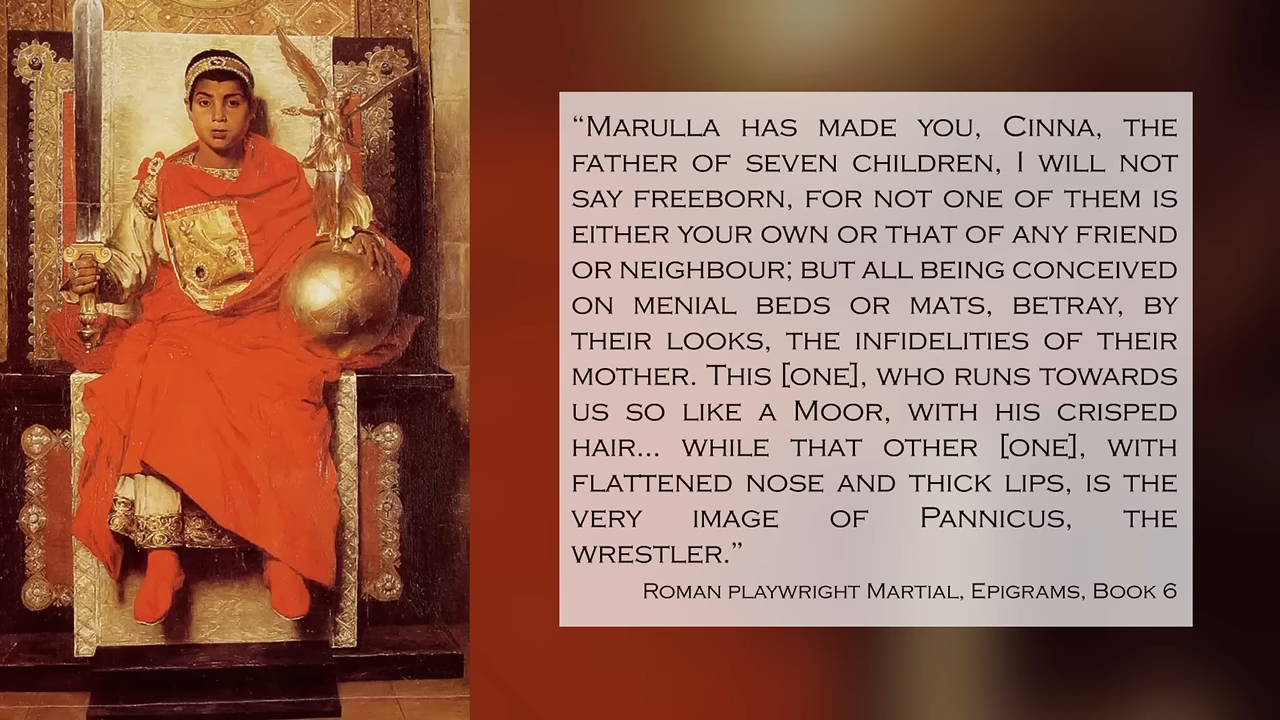 “Marulla has made you, Cinna, the
father of seven children, I will not
say freeborn, for not one of them is
either your own or that of any friend
or neighbour; but all being conceived
on menial beds or mats, betray, by
their looks, the infidelities of their
mother. This [one], who runs towards
us so like a Moor, with his crisped
hair... while that other [one], with
flattened nose and thick lips, is the
very image of Pannicus, the
wrestler.”
Roman playwright Martial, Epigrams, Book 6